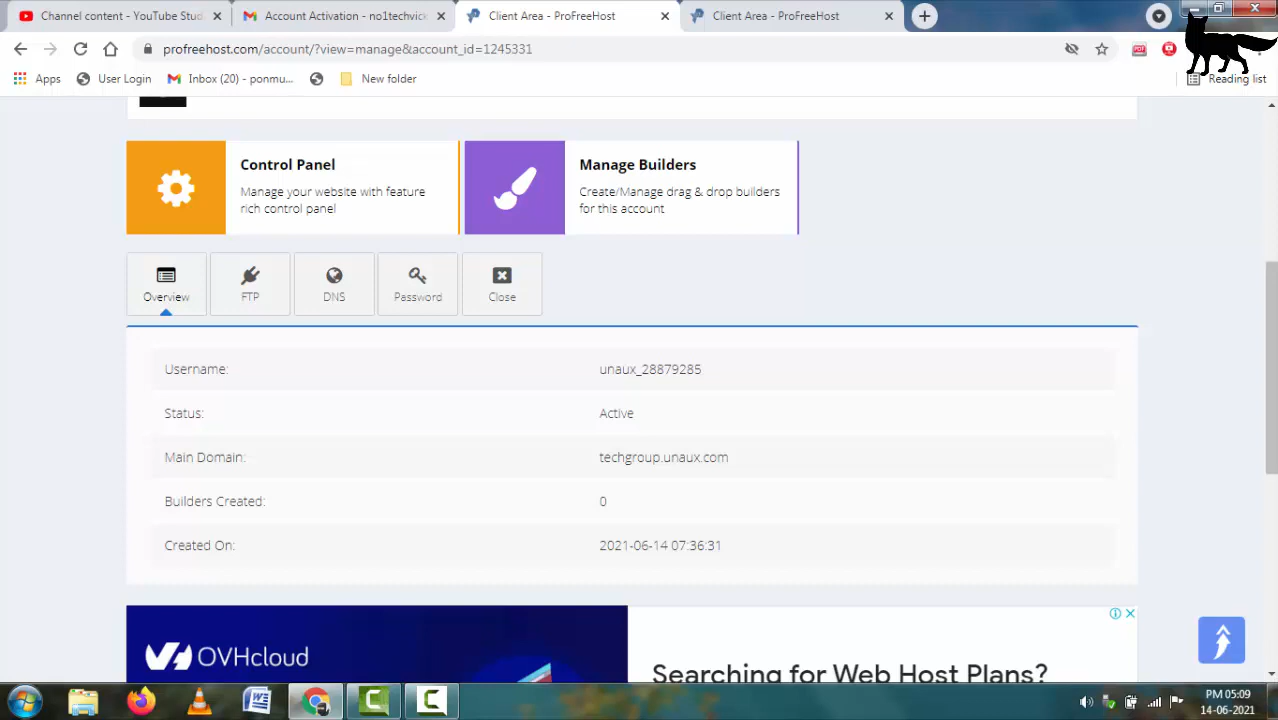 Channel content - YouTube Stud
Account Activation - no1techvic
Client Area - ProFreeHost
Client Area - ProFreeHost
profreehost.com/account/?view=manage&account_id=1245331
Apps
User Login
Inbox (20) - ponmu...
New folder
Reading list
Control Panel
Manage your website with feature
rich control panel
Manage Builders
Create/Manage drag & drop builders
for this account
Overview
FTP
DNS
Password
Close
Username:
unaux_28879285
Status:
Active
Main Domain:
techgroup.unaux.com
Builders Created:
0
Created On:
2021-06-14 07:36:31
OVHcloud
Searching for Web Host Plans?
PM 05:09
14-06-2021